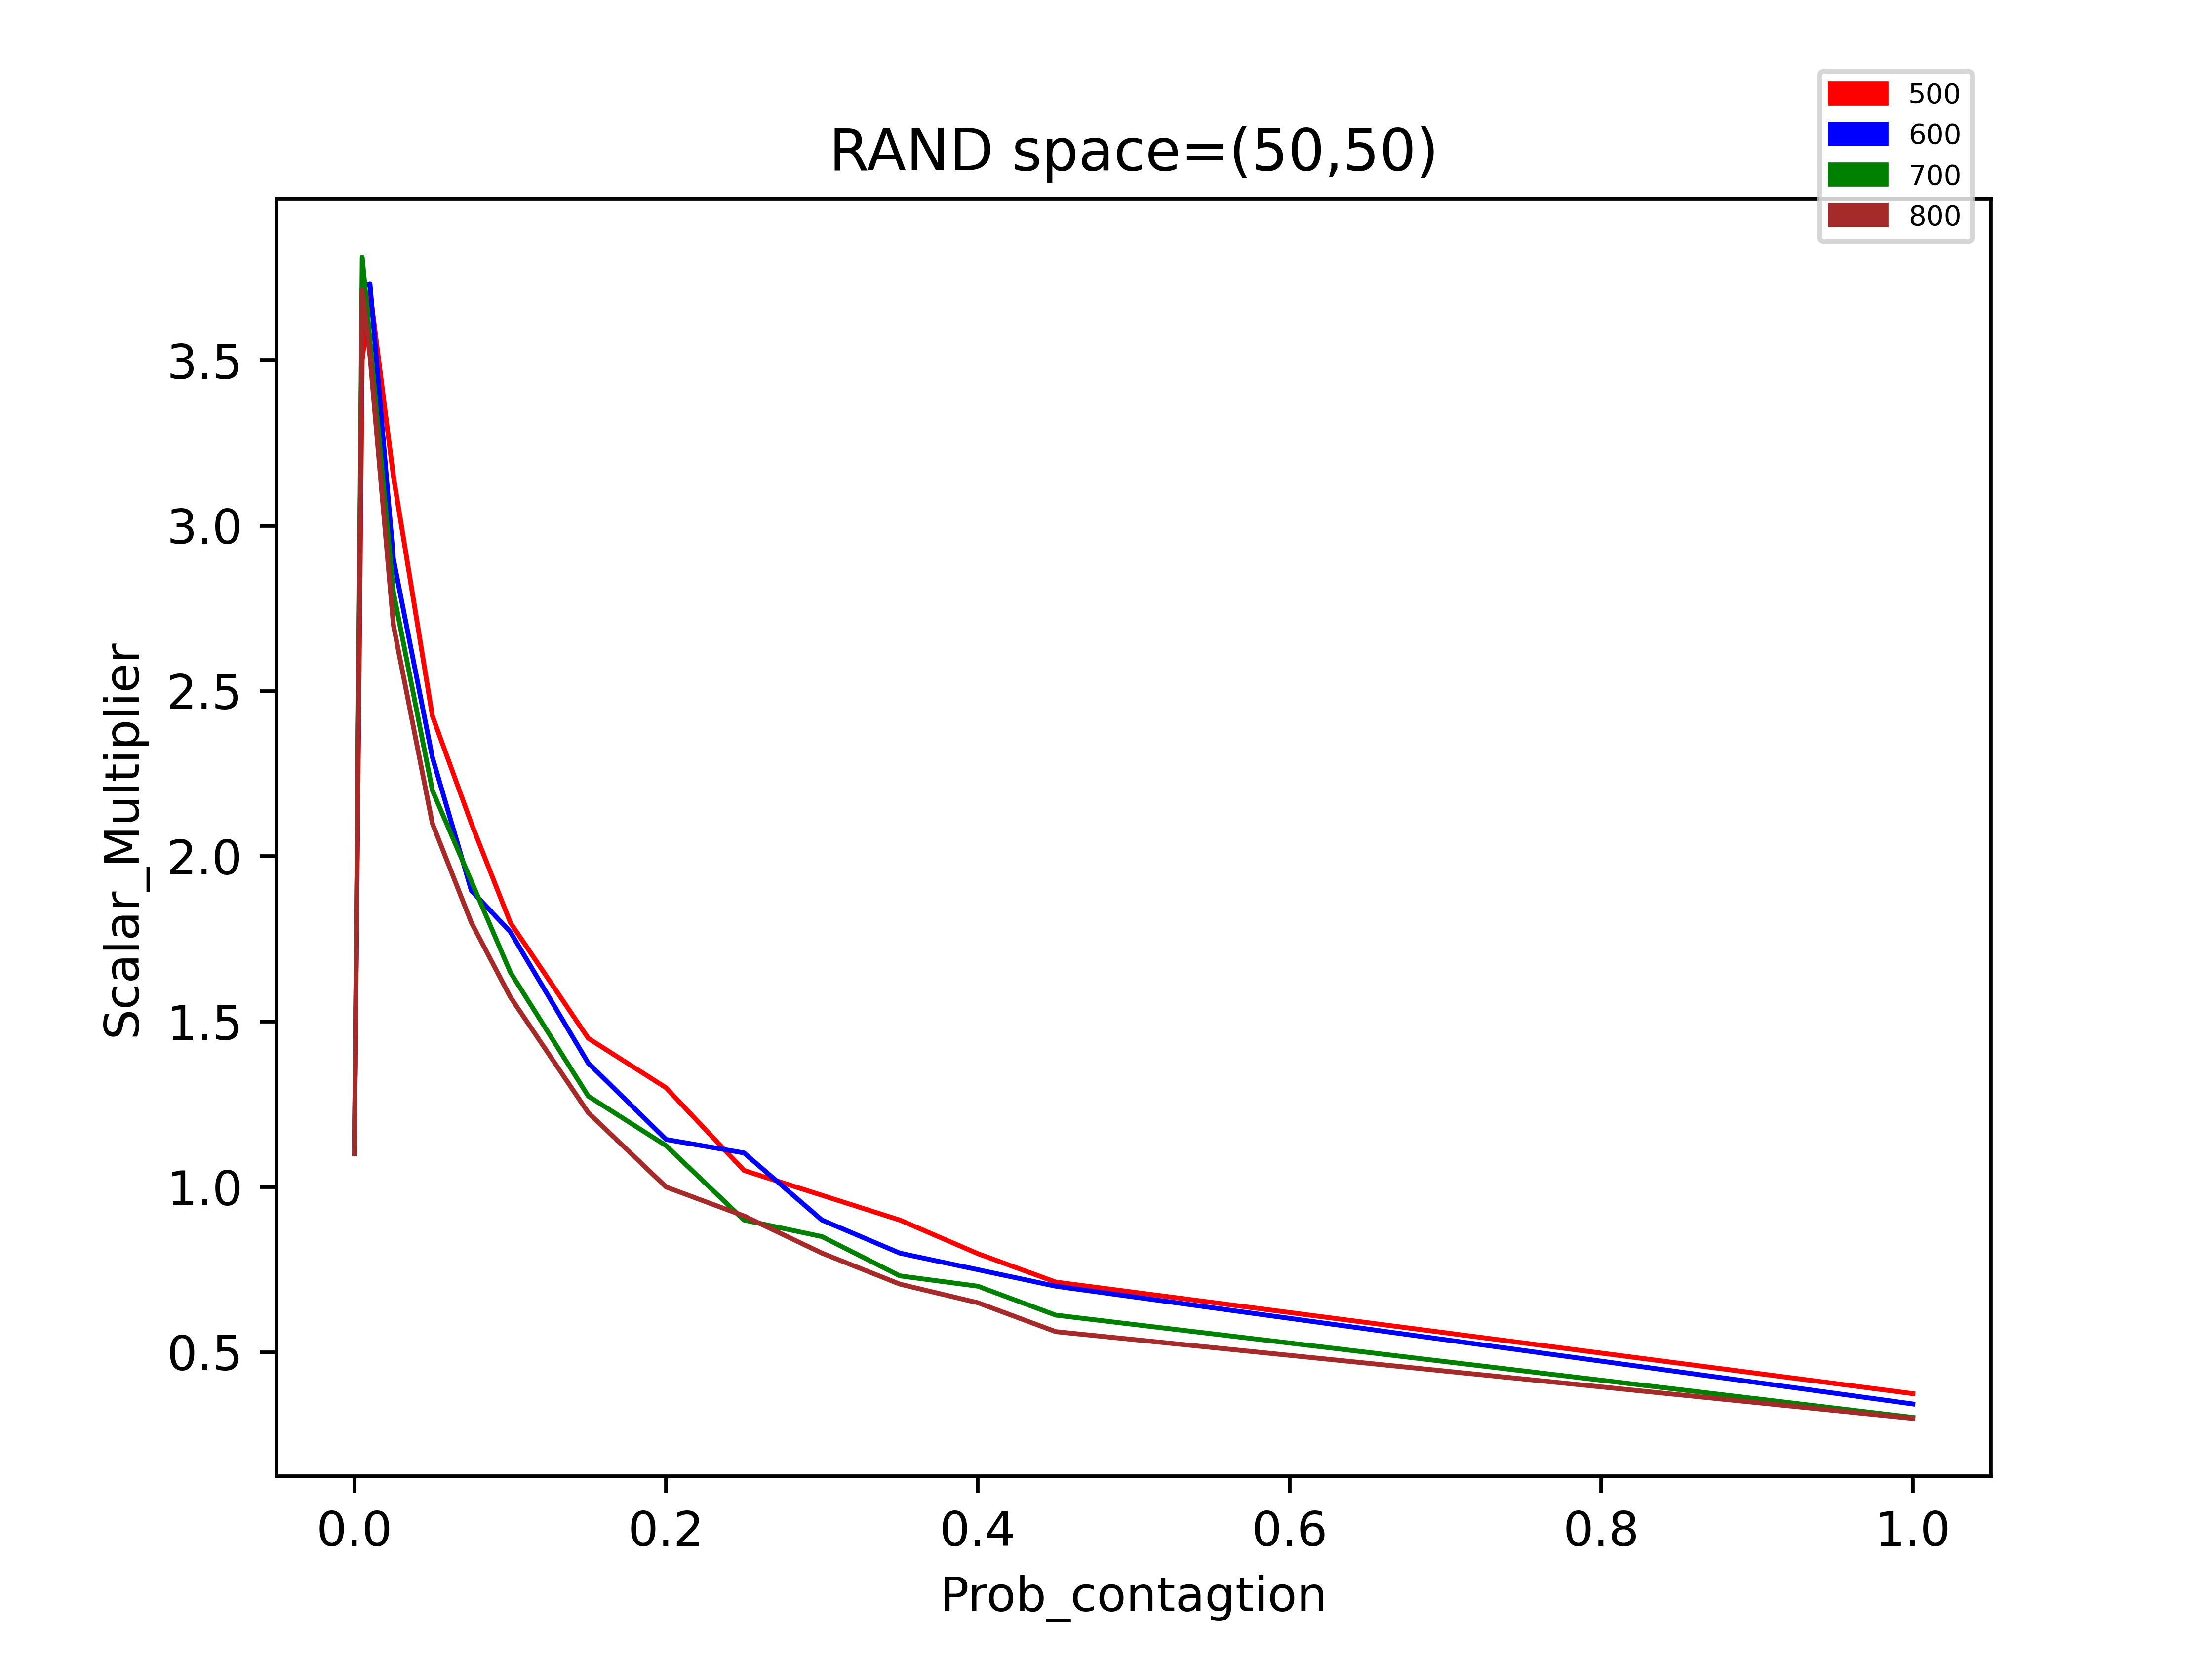 500
600
700
800
RAND space=(50,50)
Scalar_Multiplier
3.5
3.0
2.5
2.0
1.5
1.0
0.5
0.0 0.2 0.4 0.6 0.8 1.0
Prob_contagtion